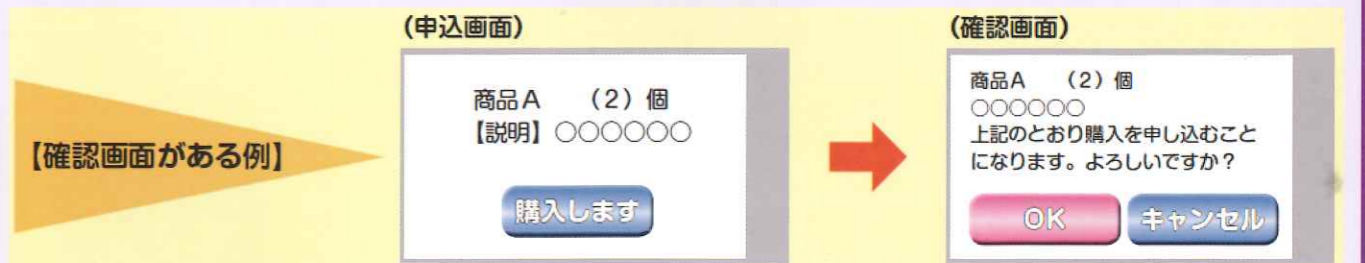 【確認画面がある例】
(申込画面)
商品A (2)個
【説明】○○○○○○
購入します
(確認画面)
商品A (2)個
○○○○○○
上記のとおり購入を申し込むこと
になります。よろしいですか？
OK
キャンセル